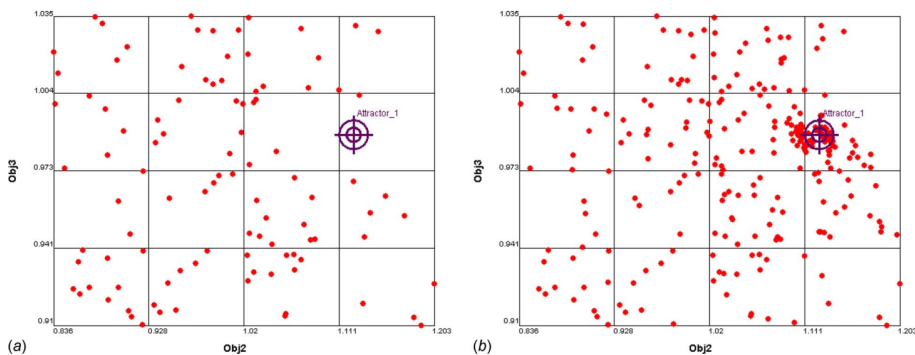 1.035
1.004
0.973
0.941
0.91
0.836
0.928
1.02
1.111
1.203
Obj3
Obj2
Attractor_1
(a)
1.035
1.004
0.973
0.941
0.91
0.836
0.928
1.02
1.111
1.203
Obj3
Obj2
Attractor_1
(b)